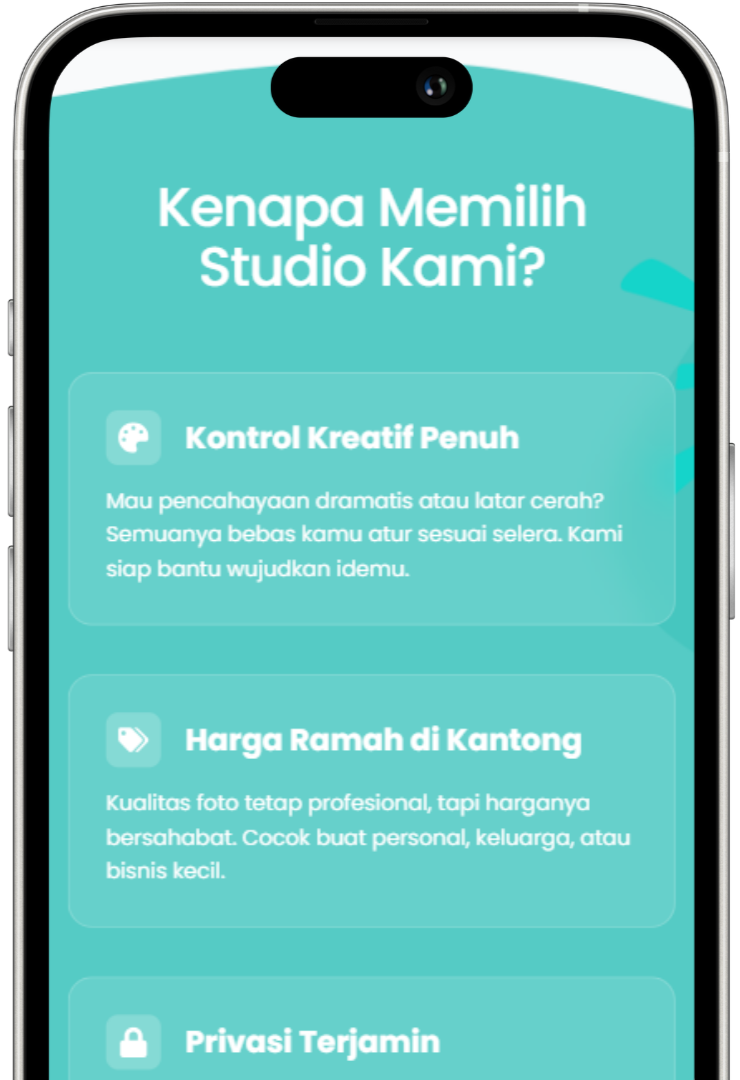 Kenapa Memilih
Studio Kami?
Kontrol Kreatif Penuh
Mau pencahayaan dramatis atau latar cerah?
Semuanya bebas kamu atur sesuai selera. Kami
siap bantu wujudkan idemu.
Harga Ramah di Kantong
Kualitas foto tetap profesional, tapi harganya
bersahabat. Cocok buat personal, keluarga, atau
bisnis kecil.
Privasi Terjamin